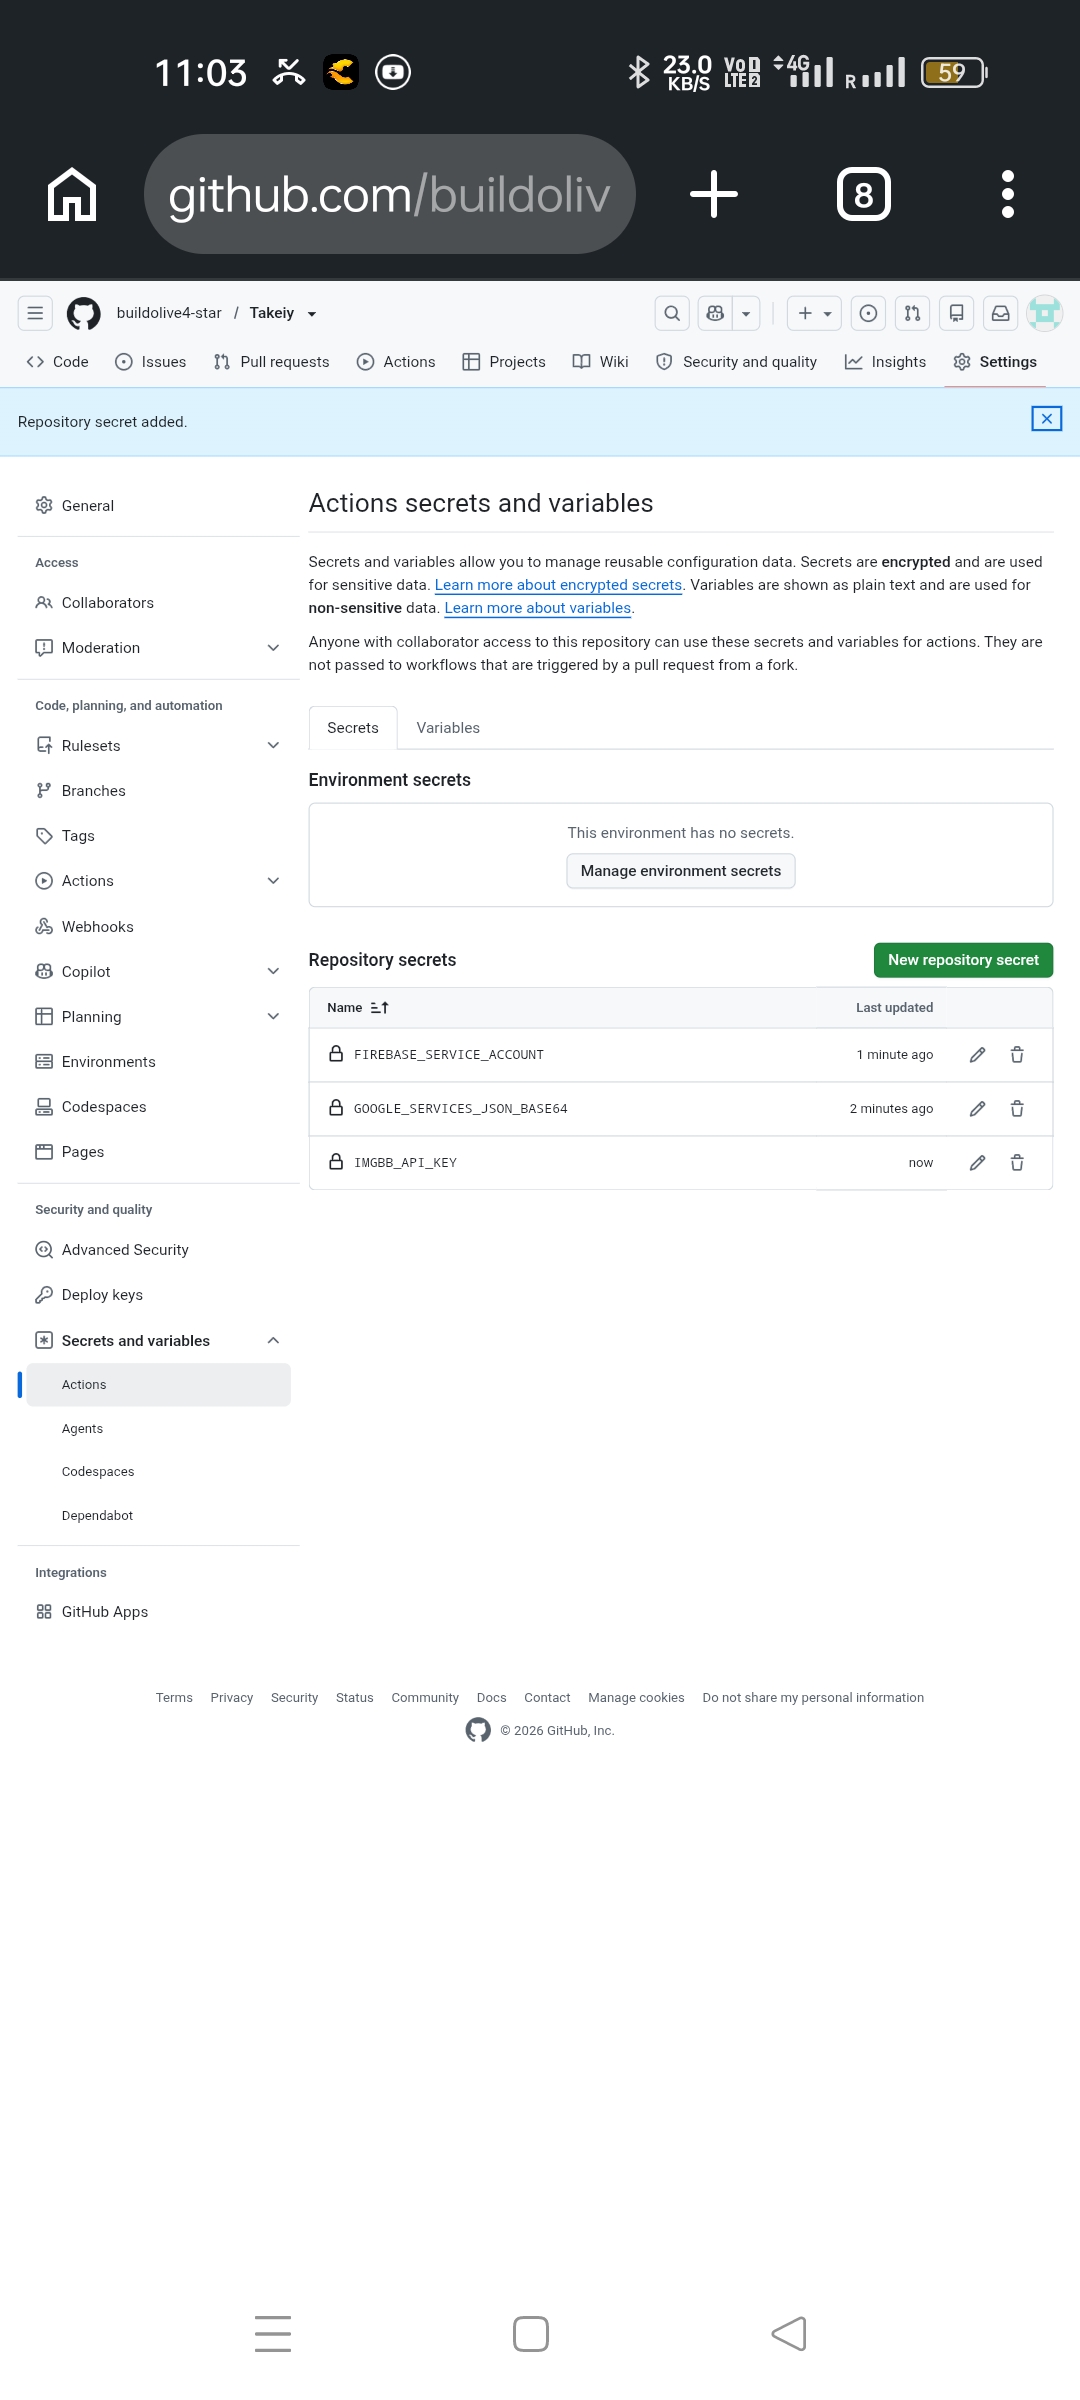 11:03
23.0 KB/S
VoD 1 LTE 2
4G
R
59
github.com/buildoliv
8
buildolive4-star / Takeiy
Code Issues Pull requests Actions Projects Wiki Security and quality Insights Settings
Repository secret added.
General
Access
Collaborators
Moderation
Code, planning, and automation
Rulesets
Branches
Tags
Actions
Webhooks
Copilot
Planning
Environments
Codespaces
Pages
Security and quality
Advanced Security
Deploy keys
Secrets and variables
Actions
Agents
Codespaces
Dependabot
Integrations
GitHub Apps
Actions secrets and variables
Secrets and variables allow you to manage reusable configuration data. Secrets are encrypted and are used
for sensitive data. Learn more about encrypted secrets. Variables are shown as plain text and are used for
non-sensitive data. Learn more about variables.
Anyone with collaborator access to this repository can use these secrets and variables for actions. They are
not passed to workflows that are triggered by a pull request from a fork.
Secrets Variables
Environment secrets
This environment has no secrets.
Manage environment secrets
Repository secrets New repository secret
Name Last updated
FIREBASE_SERVICE_ACCOUNT 1 minute ago
GOOGLE_SERVICES_JSON_BASE64 2 minutes ago
IMGBB_API_KEY now
Terms Privacy Security Status Community Docs Contact Manage cookies Do not share my personal information
© 2026 GitHub, Inc.